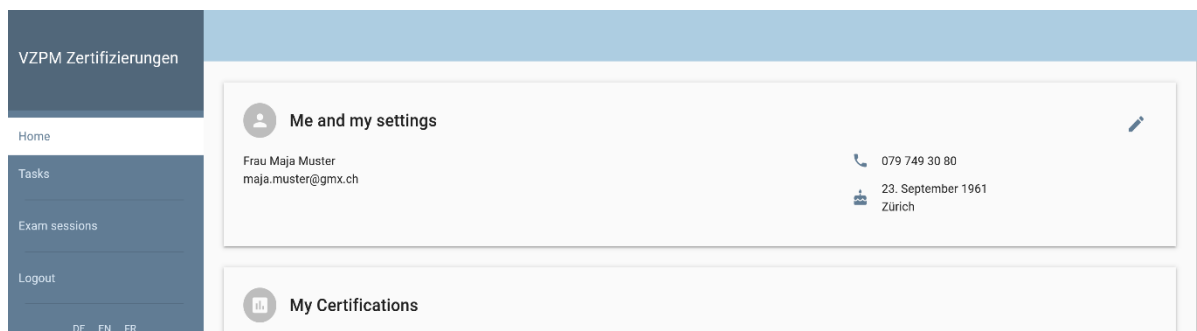 VZPM Zertifizierungen
Home
Tasks
Exam sessions
Logout
DE EN FR
Me and my settings
Frau Maja Muster
maja.muster@gmx.ch
079 749 30 80
23. September 1961
Zürich
My Certifications